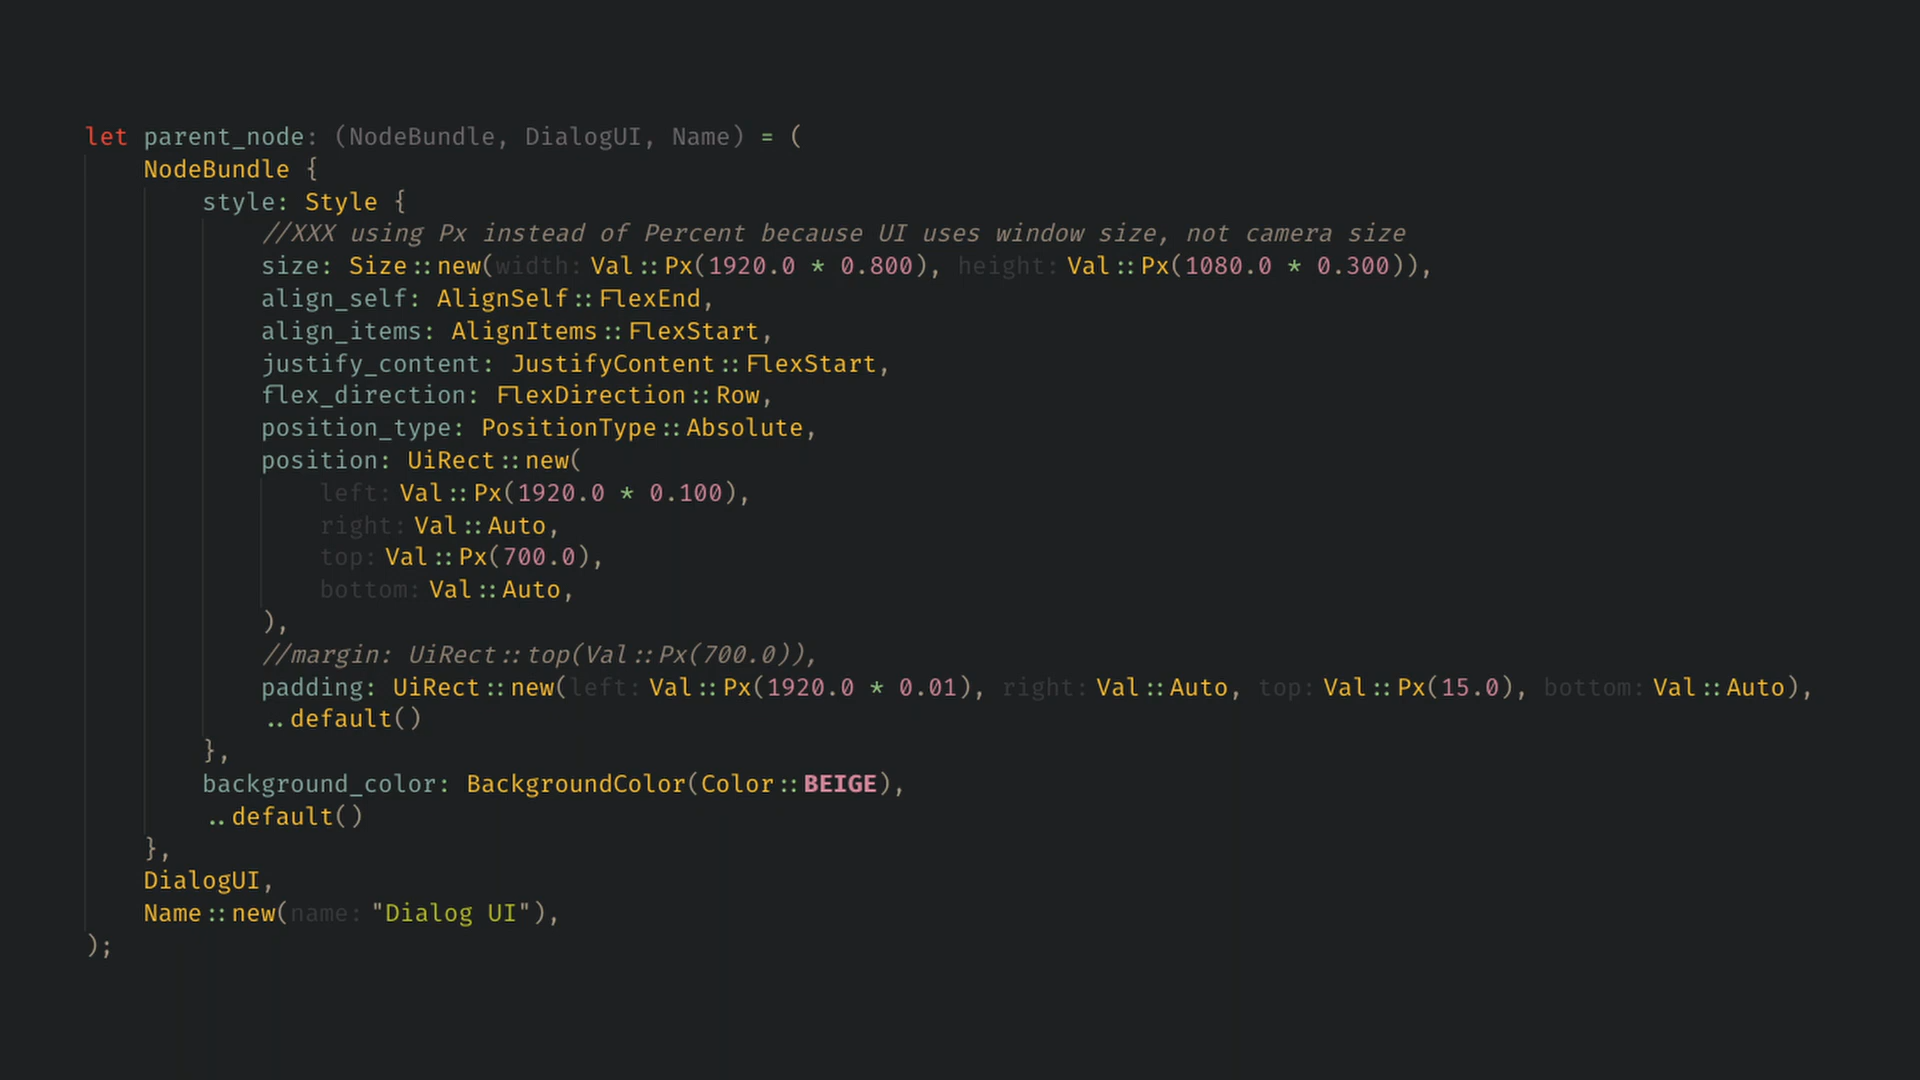 let parent_node: (NodeBundle, DialogUI, Name) = (
    NodeBundle {
        style: Style {
            //XXX using Px instead of Percent because UI uses window size, not camera size
            size: Size::new(width: Val::Px(1920.0 * 0.800), height: Val::Px(1080.0 * 0.300)),
            align_self: AlignSelf::FlexEnd,
            align_items: AlignItems::FlexStart,
            justify_content: JustifyContent::FlexStart,
            flex_direction: FlexDirection::Row,
            position_type: PositionType::Absolute,
            position: UiRect::new(
                left: Val::Px(1920.0 * 0.100),
                right: Val::Auto,
                top: Val::Px(700.0),
                bottom: Val::Auto,
            ),
            //margin: UiRect::top(Val::Px(700.0)),
            padding: UiRect::new(left: Val::Px(1920.0 * 0.01), right: Val::Auto, top: Val::Px(15.0), bottom: Val::Auto),
            ..default()
        },
        background_color: BackgroundColor(Color::BEIGE),
        ..default()
    },
    DialogUI,
    Name::new(name: "Dialog UI"),
);